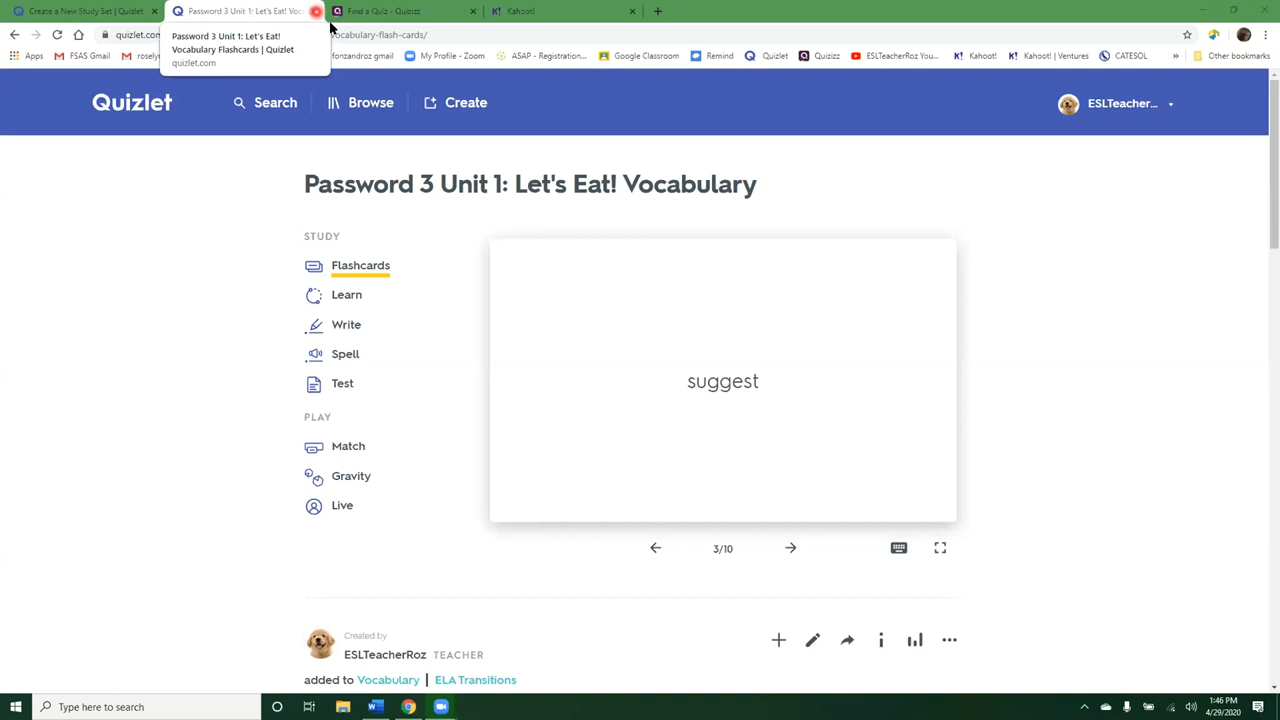 Create a New Study Set | Quizlet
Password 3 Unit 1: Let's Eat! Voc
Find a Quiz - Quizizz
Kahoot!
quizlet.com
vocabulary-flash-cards/
Password 3 Unit 1: Let's Eat!
Vocabulary Flashcards | Quizlet
quizlet.com
Apps
FSAS Gmail
roselyn
fonzandroz gmail
My Profile - Zoom
ASAP - Registration...
Google Classroom
Remind
Quizlet
Quizizz
ESLTeacherRoz You...
Kahoot!
Kahoot! | Ventures
CATESOL
»
Other bookmarks
Quizlet
Search
Browse
Create
ESLTeacher...
Password 3 Unit 1: Let's Eat! Vocabulary
STUDY
Flashcards
Learn
Write
Spell
Test
PLAY
Match
Gravity
Live
suggest
3/10
Created by
ESLTeacherRoz TEACHER
added to Vocabulary | ELA Transitions
Type here to search
1:46 PM
4/29/2020